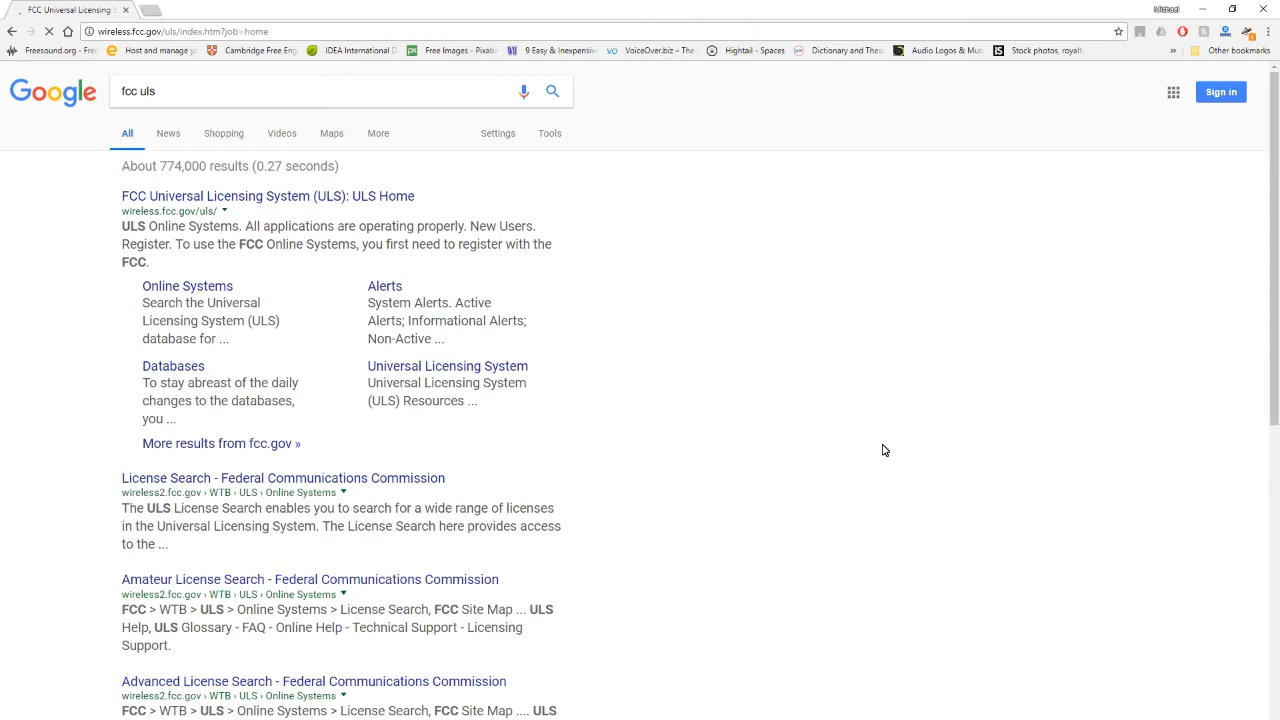 FCC Universal Licensing S
Michael
wireless.fcc.gov/uls/index.htm?job=home
Freesound.org - Free
Host and manage yo
Cambridge Free Eng
IDEA International D
Free Images - Pixab
9 Easy & Inexpensive
VoiceOver.biz – The
Hightail - Spaces
Dictionary and Thes
Audio Logos & Mus
Stock photos, royalt
»
Other bookmarks
Google
fcc uls
Sign in
All
News
Shopping
Videos
Maps
More
Settings
Tools
About 774,000 results (0.27 seconds)
FCC Universal Licensing System (ULS): ULS Home
wireless.fcc.gov/uls/
ULS Online Systems. All applications are operating properly. New Users.
Register. To use the FCC Online Systems, you first need to register with the
FCC.
Online Systems
Search the Universal
Licensing System (ULS)
database for ...
Alerts
System Alerts. Active
Alerts; Informational Alerts;
Non-Active ...
Databases
To stay abreast of the daily
changes to the databases,
you ...
Universal Licensing System
Universal Licensing System
(ULS) Resources ...
More results from fcc.gov »
License Search - Federal Communications Commission
wireless2.fcc.gov › WTB › ULS › Online Systems
The ULS License Search enables you to search for a wide range of licenses
in the Universal Licensing System. The License Search here provides access
to the ...
Amateur License Search - Federal Communications Commission
wireless2.fcc.gov › WTB › ULS › Online Systems
FCC > WTB > ULS > Online Systems > License Search, FCC Site Map ... ULS
Help, ULS Glossary - FAQ - Online Help - Technical Support - Licensing
Support.
Advanced License Search - Federal Communications Commission
wireless2.fcc.gov › WTB › ULS › Online Systems
FCC > WTB > ULS > Online Systems > License Search, FCC Site Map .... ULS